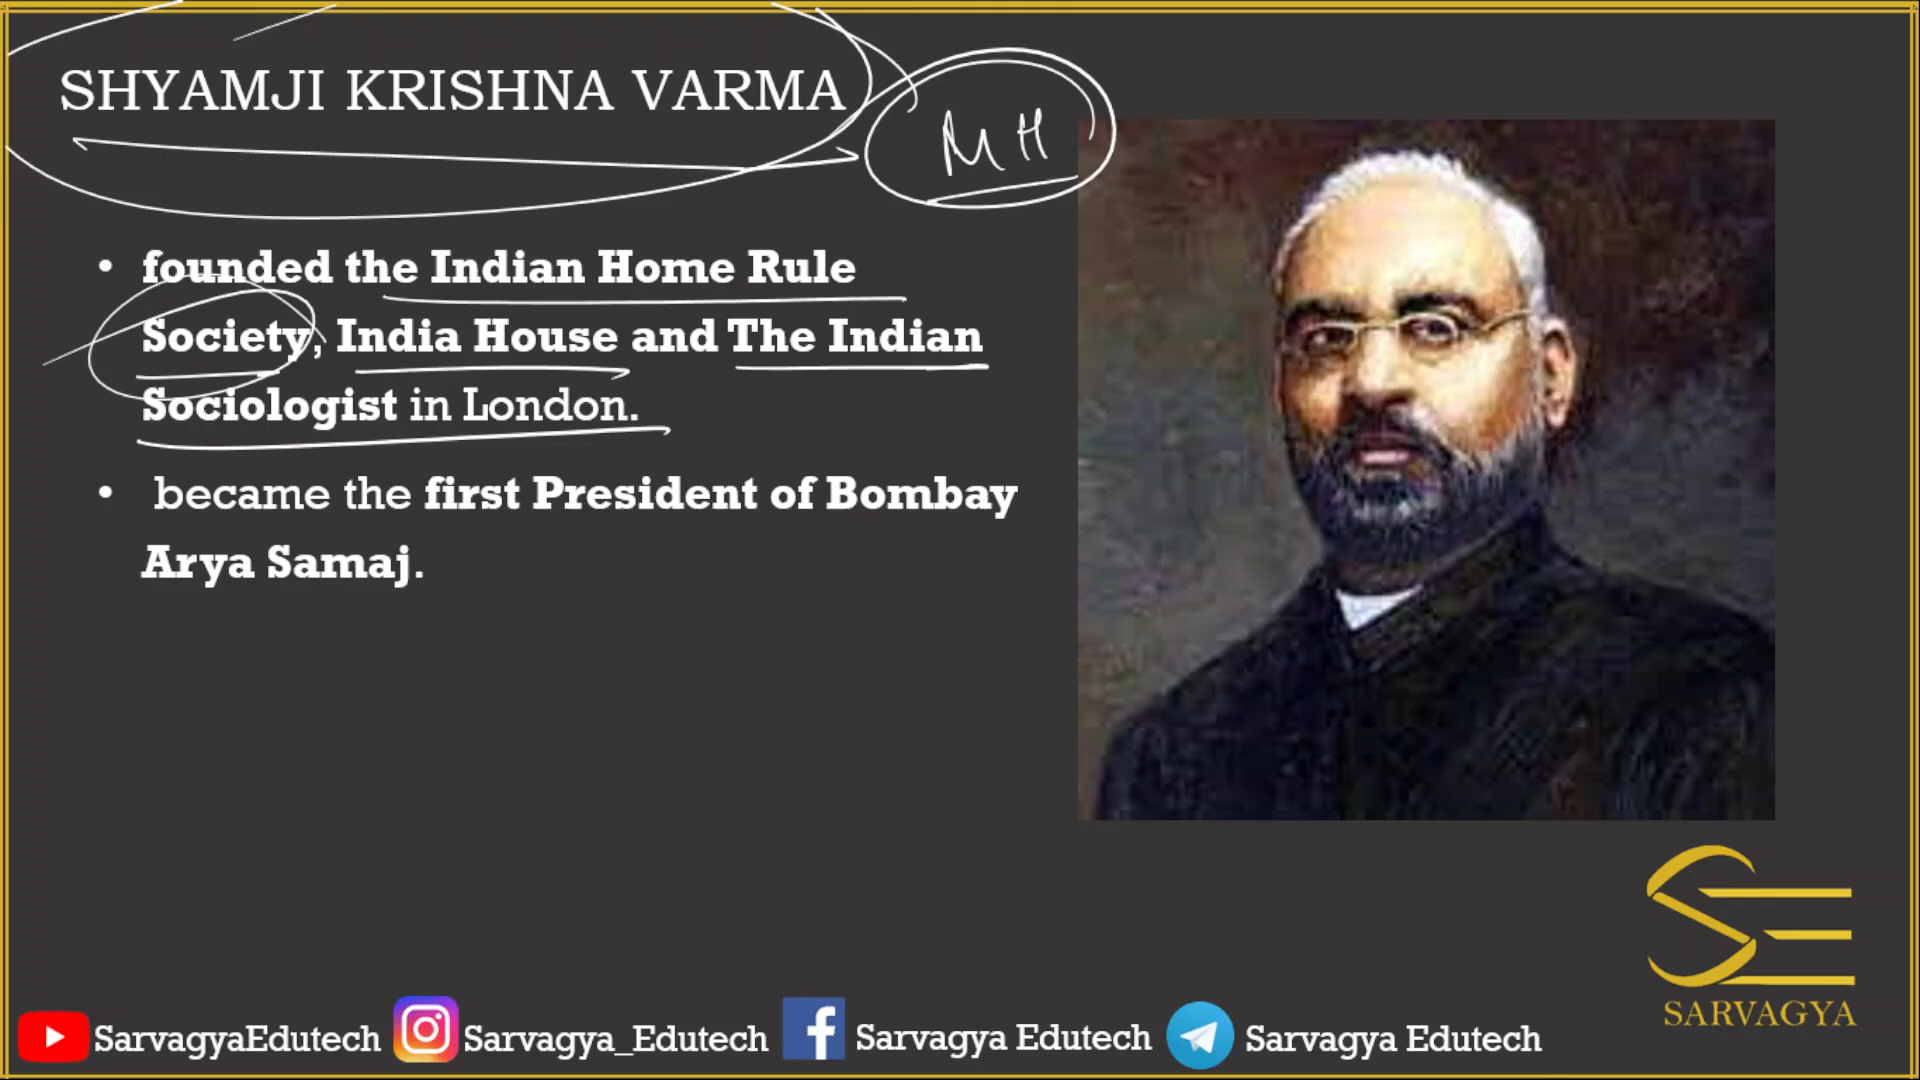 SHYAMJI KRISHNA VARMA
MH
• founded the Indian Home Rule
Society, India House and The Indian
Sociologist in London.
• became the first President of Bombay
Arya Samaj.
SARVAGYA
SarvagyaEdutech Sarvagya_Edutech Sarvagya Edutech Sarvagya Edutech